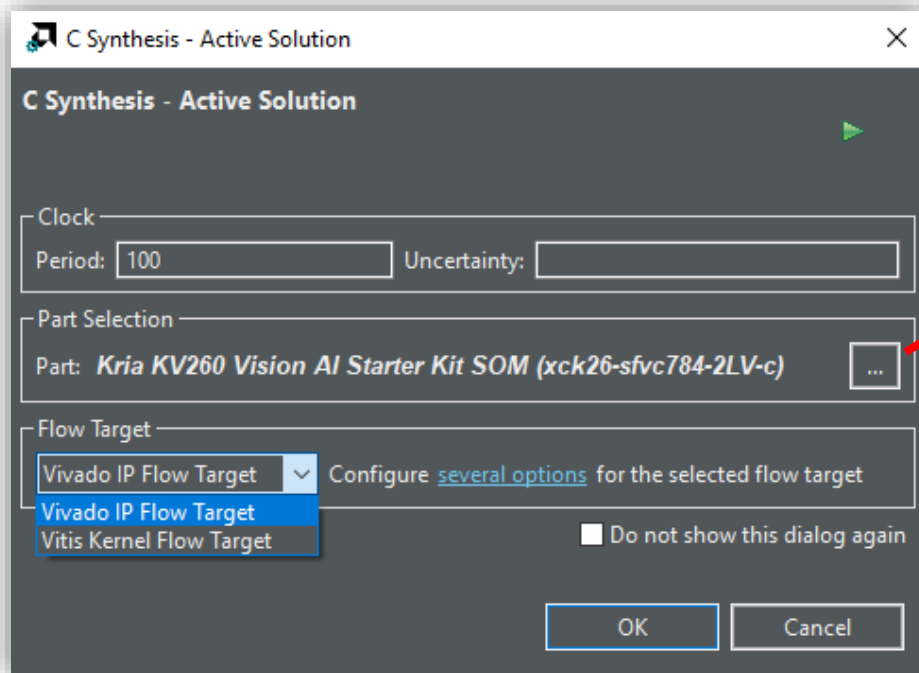 C Synthesis - Active Solution
C Synthesis - Active Solution
Clock
Period: 100 Uncertainty:
Part Selection
Part: Kria KV260 Vision AI Starter Kit SOM (xck26-sfvc784-2LV-c) ...
Flow Target
Vivado IP Flow Target Configure several options for the selected flow target
Vivado IP Flow Target
Vitis Kernel Flow Target
Do not show this dialog again
OK Cancel